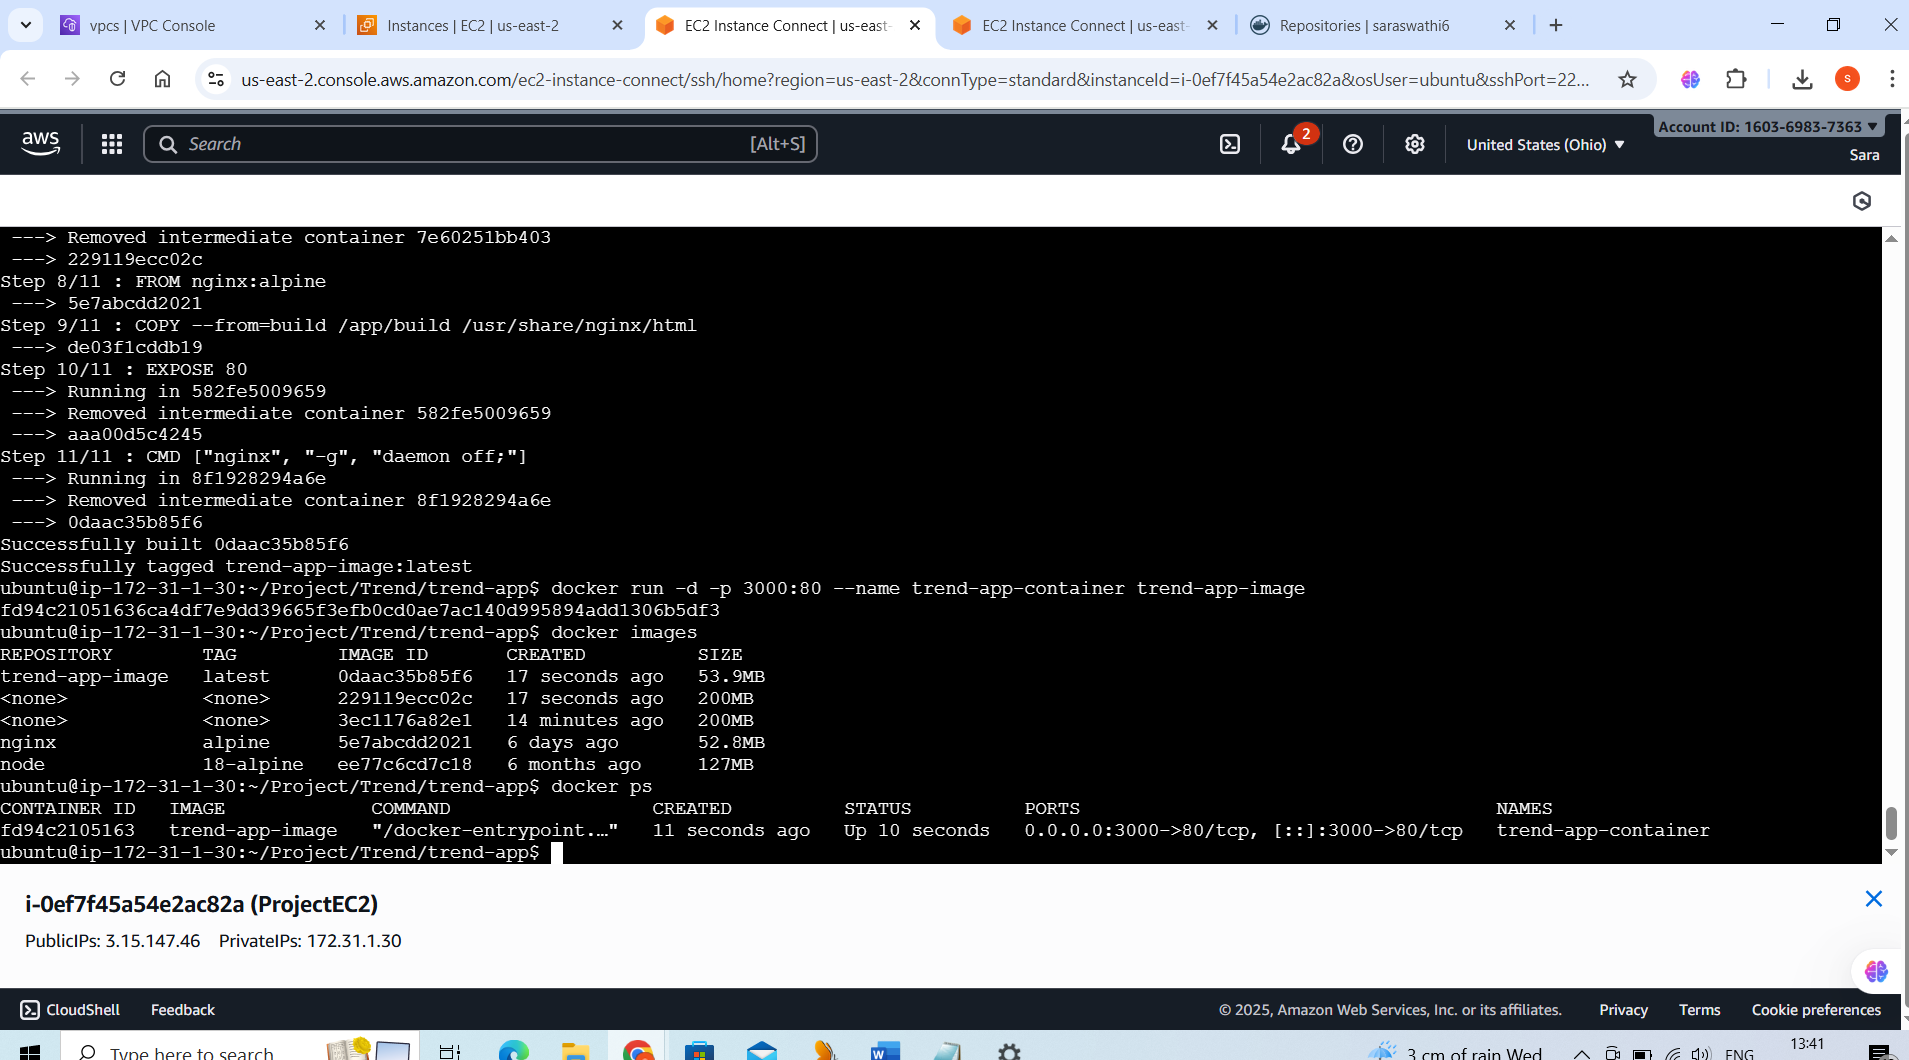 vpcs | VPC Console
Instances | EC2 | us-east-2
EC2 Instance Connect | us-east-
EC2 Instance Connect | us-east-
Repositories | saraswathi6
us-east-2.console.aws.amazon.com/ec2-instance-connect/ssh/home?region=us-east-2&connType=standard&instanceId=i-0ef7f45a54e2ac82a&osUser=ubuntu&sshPort=22...
S
aws
Search
[Alt+S]
2
United States (Ohio)
Account ID: 1603-6983-7363
Sara
---> Removed intermediate container 7e60251bb403
---> 229119ecc02c
Step 8/11 : FROM nginx:alpine
---> 5e7abcdd2021
Step 9/11 : COPY --from=build /app/build /usr/share/nginx/html
---> de03f1cddb19
Step 10/11 : EXPOSE 80
---> Running in 582fe5009659
---> Removed intermediate container 582fe5009659
---> aaa00d5c4245
Step 11/11 : CMD ["nginx", "-g", "daemon off;"]
---> Running in 8f1928294a6e
---> Removed intermediate container 8f1928294a6e
---> 0daac35b85f6
Successfully built 0daac35b85f6
Successfully tagged trend-app-image:latest
ubuntu@ip-172-31-1-30:~/Project/Trend/trend-app$ docker run -d -p 3000:80 --name trend-app-container trend-app-image
fd94c21051636ca4df7e9dd39665f3efb0cd0ae7ac140d995894add1306b5df3
ubuntu@ip-172-31-1-30:~/Project/Trend/trend-app$ docker images
REPOSITORY TAG IMAGE ID CREATED SIZE
trend-app-image latest 0daac35b85f6 17 seconds ago 53.9MB
<none> <none> 229119ecc02c 17 seconds ago 200MB
<none> <none> 3ec1176a82e1 14 minutes ago 200MB
nginx alpine 5e7abcdd2021 6 days ago 52.8MB
node 18-alpine ee77c6cd7c18 6 months ago 127MB
ubuntu@ip-172-31-1-30:~/Project/Trend/trend-app$ docker ps
CONTAINER ID IMAGE COMMAND CREATED STATUS PORTS NAMES
fd94c2105163 trend-app-image "/docker-entrypoint.…" 11 seconds ago Up 10 seconds 0.0.0.0:3000->80/tcp, [::]:3000->80/tcp trend-app-container
ubuntu@ip-172-31-1-30:~/Project/Trend/trend-app$
i-0ef7f45a54e2ac82a (ProjectEC2)
PublicIPs: 3.15.147.46 PrivateIPs: 172.31.1.30
CloudShell
Feedback
© 2025, Amazon Web Services, Inc. or its affiliates.
Privacy
Terms
Cookie preferences
Type here to search
3 cm of rain Wed
ENG
13:41